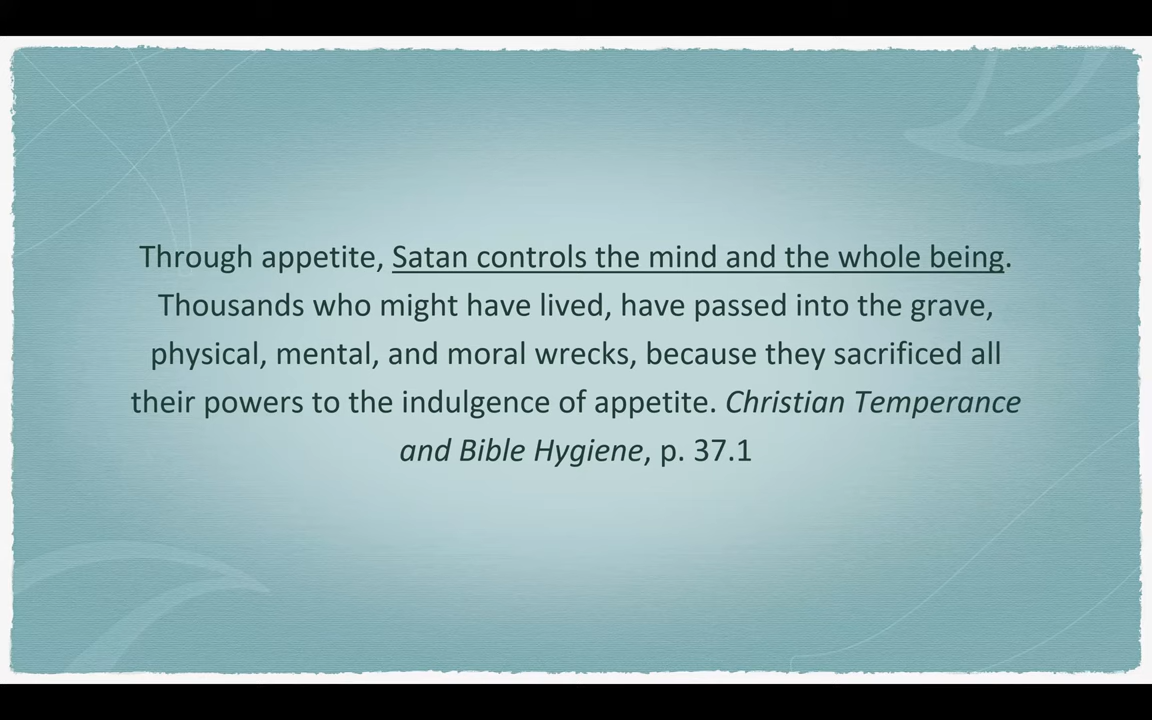 Through appetite, Satan controls the mind and the whole being.
Thousands who might have lived, have passed into the grave,
physical, mental, and moral wrecks, because they sacrificed all
their powers to the indulgence of appetite. Christian Temperance
and Bible Hygiene, p. 37.1